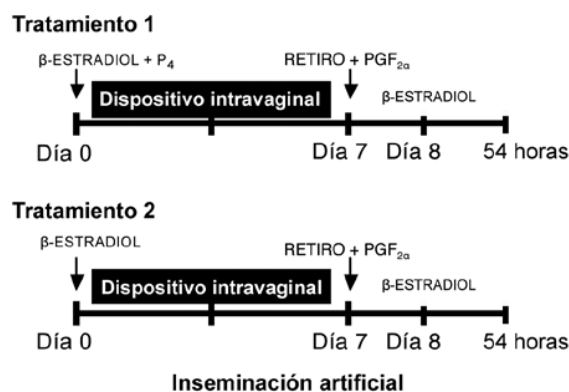 Tratamiento 1
β-ESTRADIOL + P₄ RETIRO + PGF₂α
Dispositivo intravaginal β-ESTRADIOL
Día 0 Día 7 Día 8 54 horas
Tratamiento 2
β-ESTRADIOL RETIRO + PGF₂α
Dispositivo intravaginal β-ESTRADIOL
Día 0 Día 7 Día 8 54 horas
Inseminación artificial